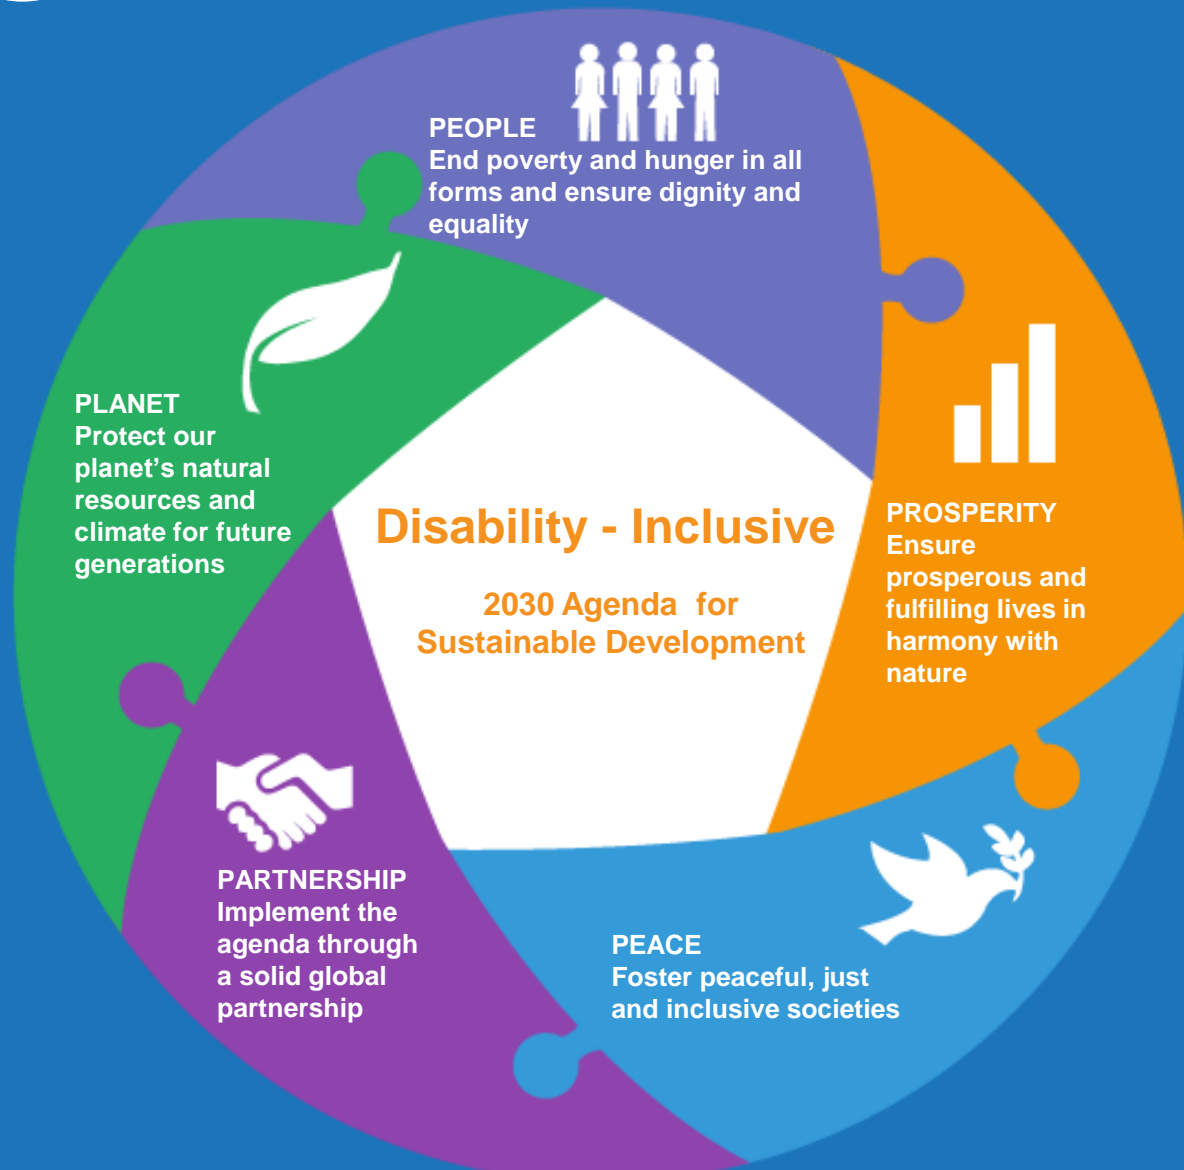 PEOPLE
End poverty and hunger in all
forms and ensure dignity and
equality
PLANET
Protect our
planet’s natural
resources and
climate for future
generations
Disability - Inclusive
2030 Agenda for
Sustainable Development
PROSPERITY
Ensure
prosperous and
fulfilling lives in
harmony with
nature
PARTNERSHIP
Implement the
agenda through
a solid global
partnership
PEACE
Foster peaceful, just
and inclusive societies